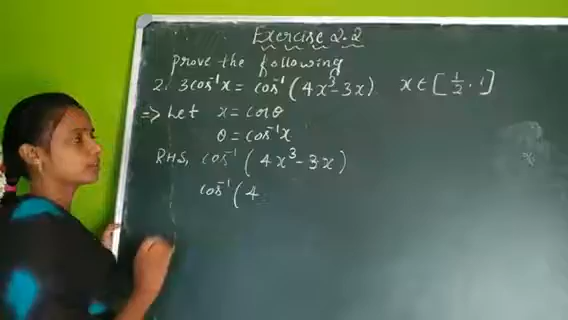 Exercise 2.2
Prove the following
2. 3cos⁻¹x = cos⁻¹(4x³-3x) x ∈ [1/2, 1]
=> Let x = cosθ
θ = cos⁻¹x
RHS, cos⁻¹(4x³-3x)
cos⁻¹(4